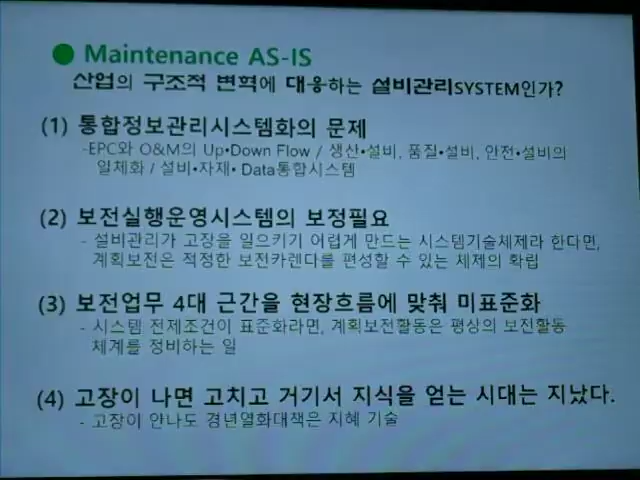 ● Maintenance AS-IS
산업의 구조적 변혁에 대응하는 설비관리SYSTEM인가?
(1) 통합정보관리시스템화의 문제
-EPC와 O&M의 Up•Down Flow / 생산•설비, 품질•설비, 안전•설비의
일체화 / 설비•자재• Data통합시스템
(2) 보전실행운영시스템의 보정필요
- 설비관리가 고장을 일으키기 어렵게 만드는 시스템기술체제라 한다면,
계획보전은 적정한 보전카렌다를 편성할 수 있는 체제의 확립
(3) 보전업무 4대 근간을 현장흐름에 맞춰 미표준화
- 시스템 전제조건이 표준화라면, 계획보전활동은 평상의 보전활동
체계를 정비하는 일
(4) 고장이 나면 고치고 거기서 지식을 얻는 시대는 지났다.
- 고장이 안나도 경년열화대책은 지혜 기술